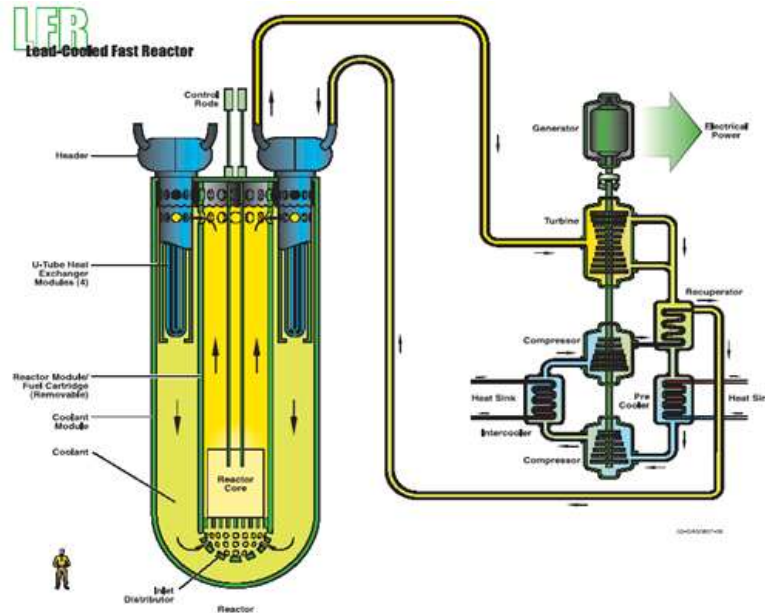 LFR
Lead-Cooled Fast Reactor
Control
Rods
Header
U-Tube Heat
Exchanger
Modules (4)
Reactor Module/
Fuel Cartridge
(Removable)
Coolant
Module
Coolant
Reactor
Core
Inlet
Distributor
Reactor
Generator
Electrical
Power
Turbine
Recuperator
Compressor
Heat Sink
Intercooler
Pre
Cooler
Heat Sin
Compressor